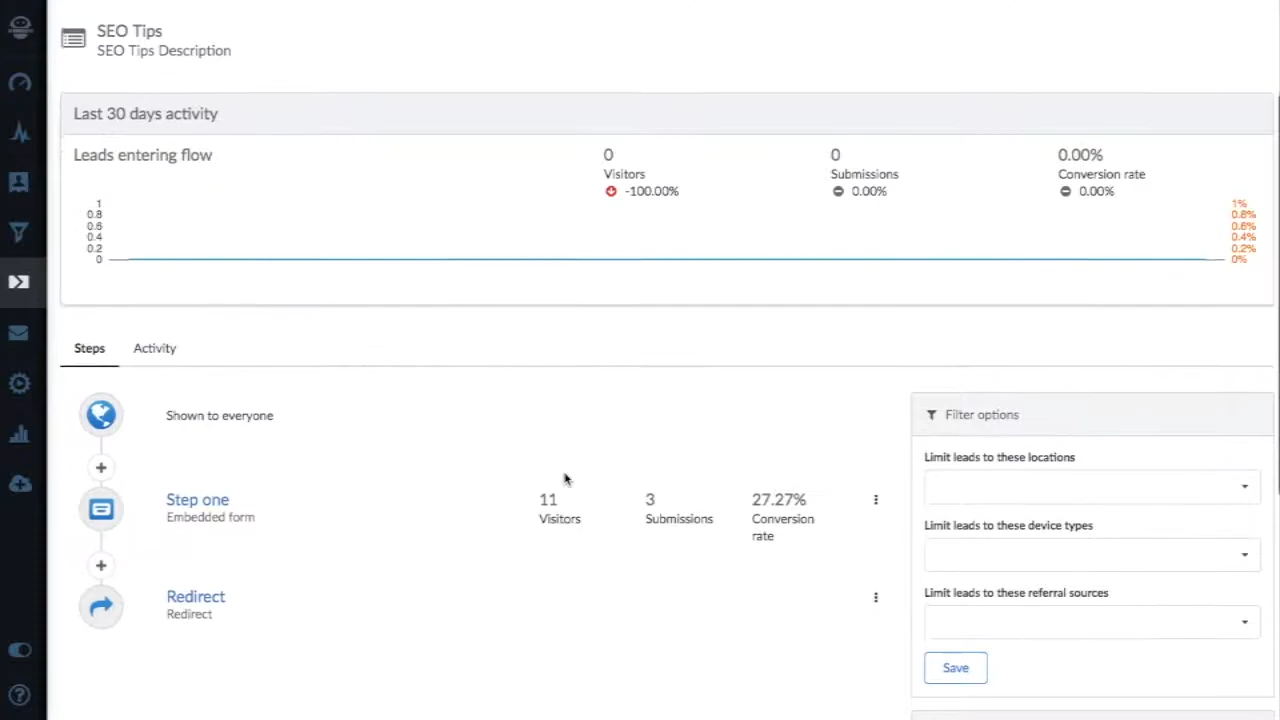 SEO Tips
SEO Tips Description
Last 30 days activity
Leads entering flow
0
Visitors
-100.00%
0
Submissions
0.00%
0.00%
Conversion rate
0.00%
1
0.8
0.6
0.4
0.2
0
1%
0.8%
0.6%
0.4%
0.2%
0%
Steps
Activity
Shown to everyone
Step one
Embedded form
11
Visitors
3
Submissions
27.27%
Conversion
rate
Redirect
Redirect
Filter options
Limit leads to these locations
Limit leads to these device types
Limit leads to these referral sources
Save